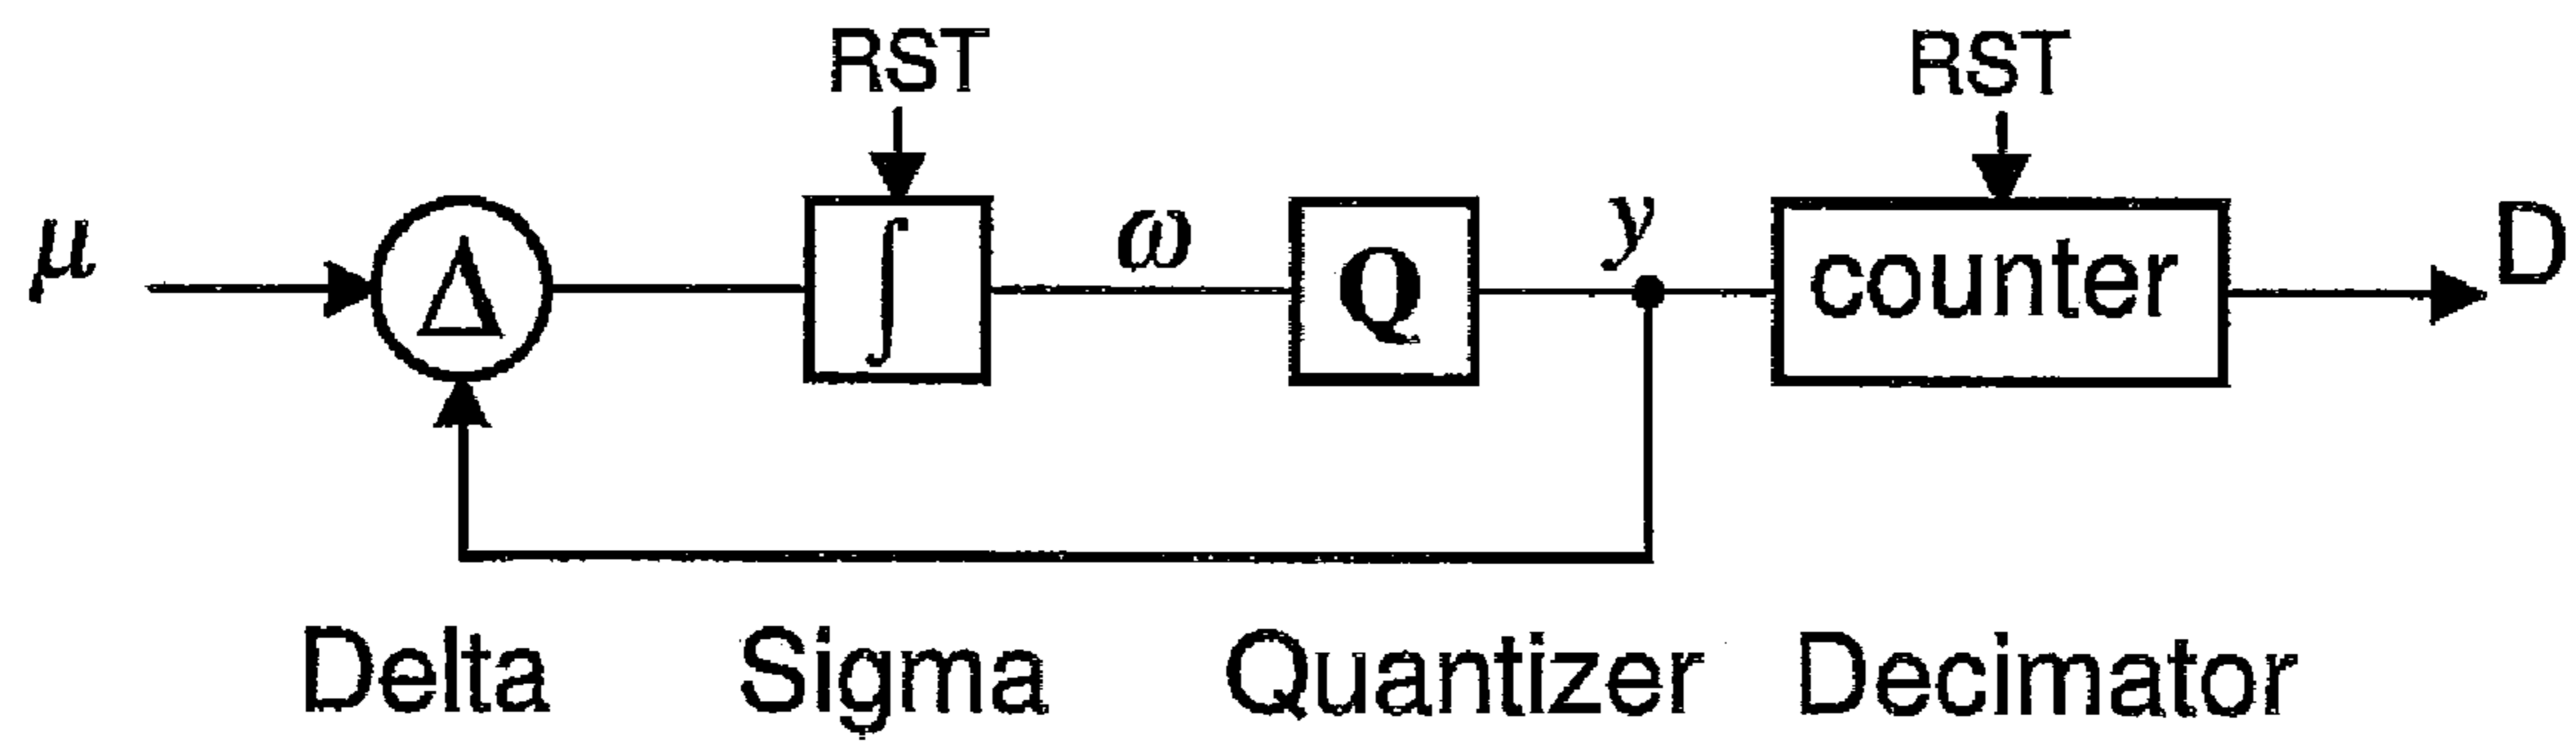 RST RST
μ Δ ∫ ω Q y counter D
Delta Sigma Quantizer Decimator